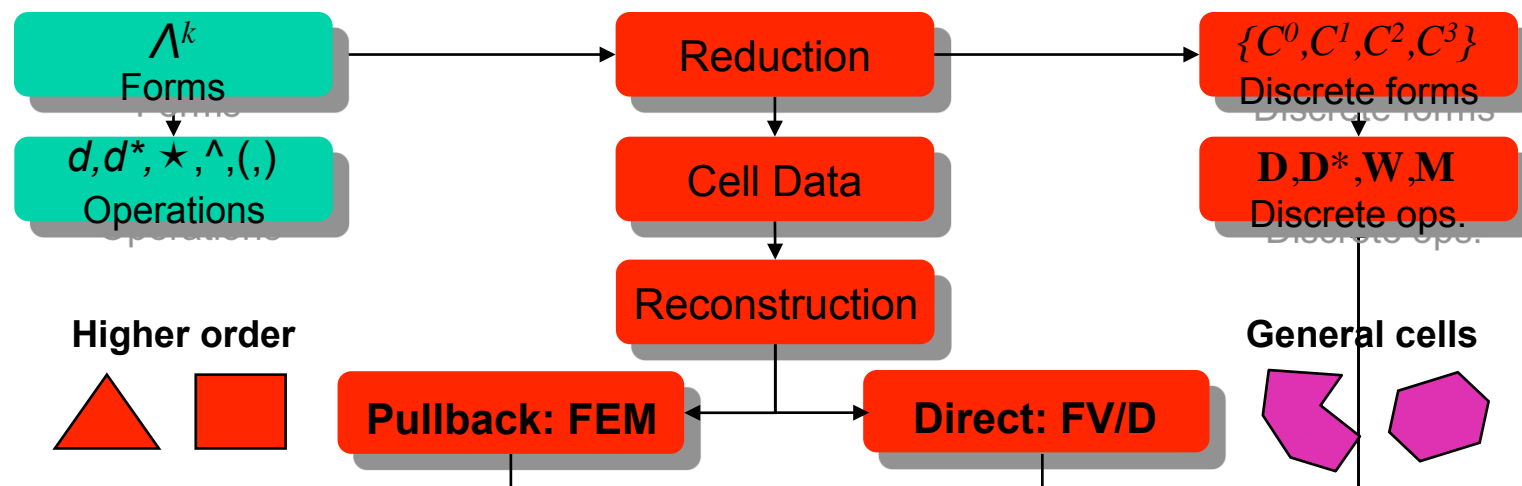 Λᵏ
Forms
Reduction
{C⁰,C¹,C²,C³}
Discrete forms
d,d*,★,^,(,)
Operations
Cell Data
D,D*,W,M
Discrete ops.
Reconstruction
Higher order
General cells
Pullback: FEM
Direct: FV/D